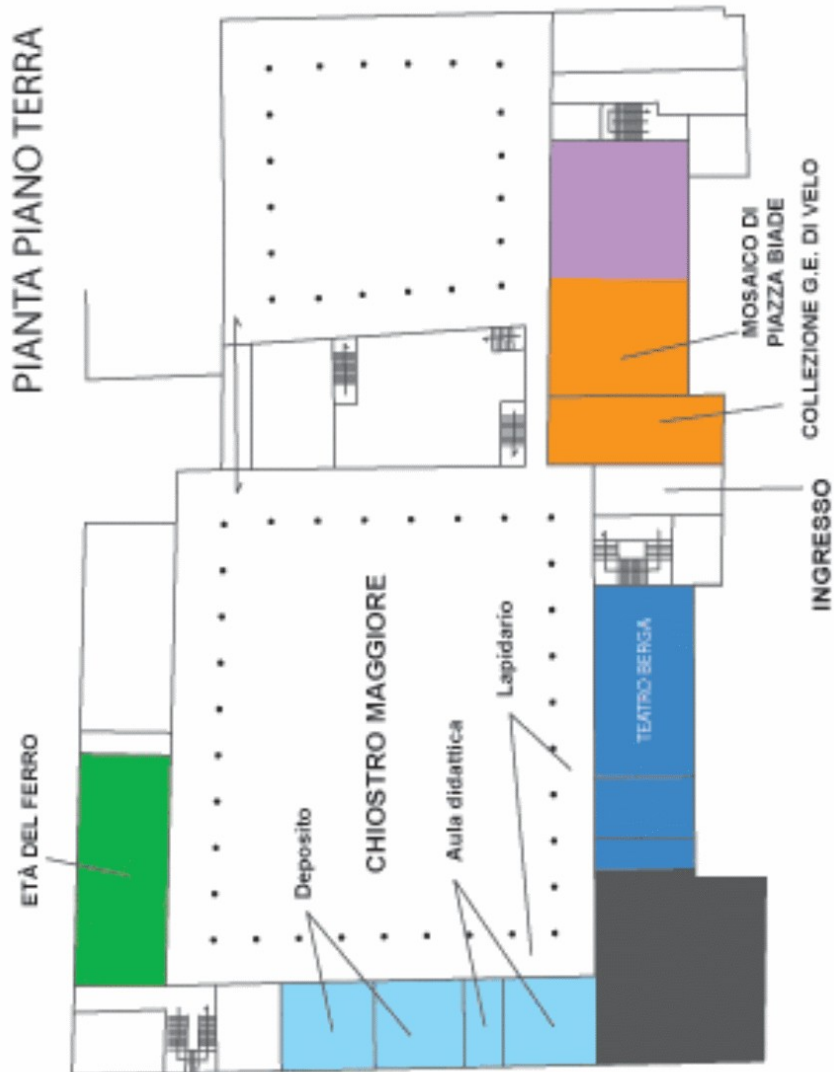 PIANTA PIANO TERRA
ETÀ DEL FERRO
Deposito
CHIOSTRO MAGGIORE
Aula didattica
Lapidario
TEATRO BERGA
MOSAICO DI
PIAZZA BIADE
COLLEZIONE G.E. DI VELO
INGRESSO